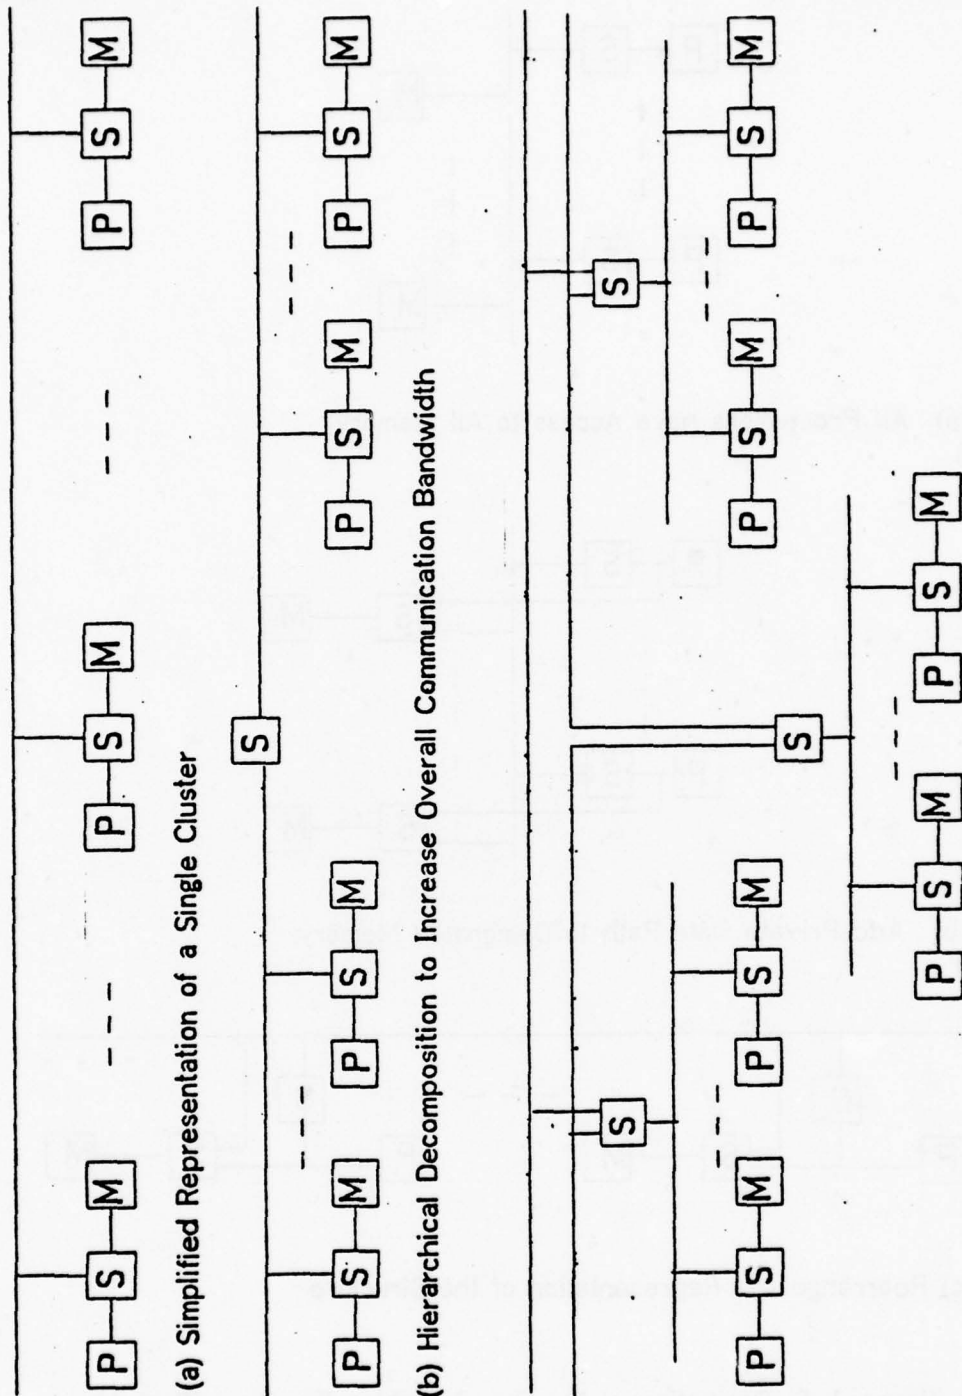 P S M P S M P S M
(a) Simplified Representation of a Single Cluster
S
P S M P S M P S M P S M
(b) Hierarchical Decomposition to Increase Overall Communication Bandwidth
S S
P S M P S M P S M P S M
S
P S M P S M